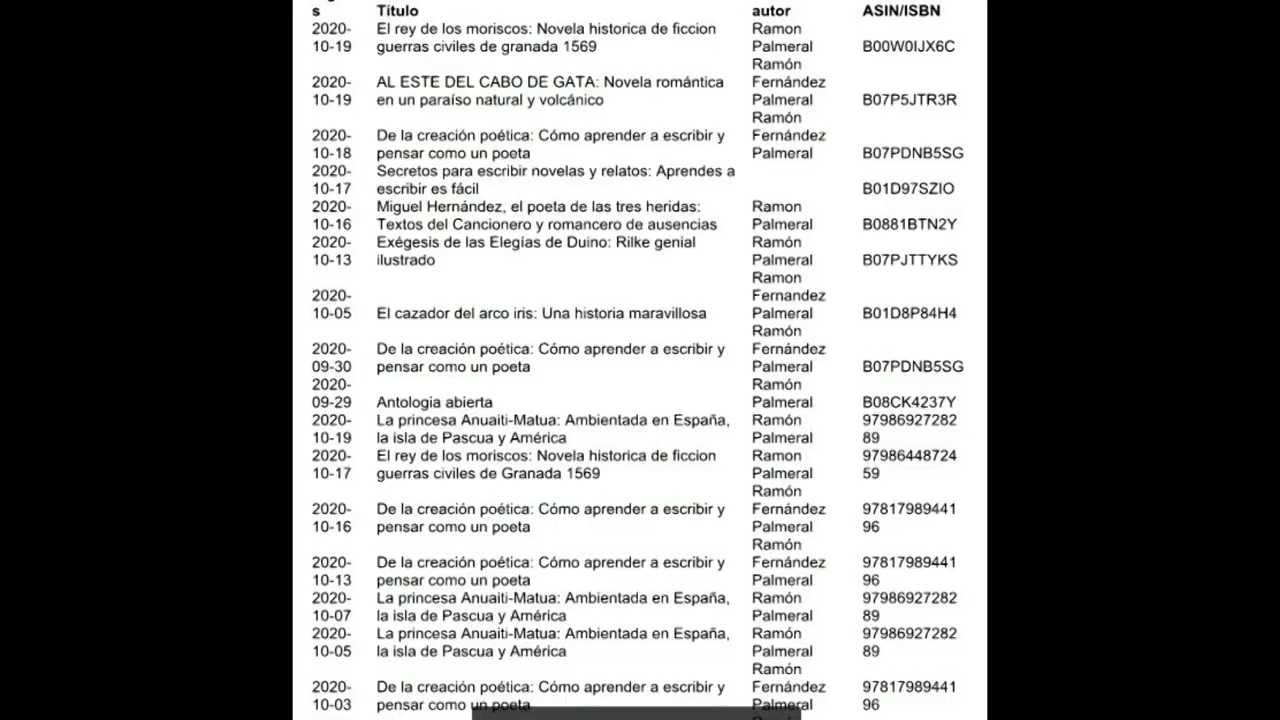 s Título autor ASIN/ISBN
2020- El rey de los moriscos: Novela historica de ficcion Ramon
10-19 guerras civiles de granada 1569 Palmeral B00W0IJX6C
Ramón
2020- AL ESTE DEL CABO DE GATA: Novela romántica Fernández
10-19 en un paraíso natural y volcánico Palmeral B07P5JTR3R
Ramón
2020- De la creación poética: Cómo aprender a escribir y Fernández
10-18 pensar como un poeta Palmeral B07PDNB5SG
2020- Secretos para escribir novelas y relatos: Aprendes a
10-17 escribir es fácil B01D97SZIO
2020- Miguel Hernández, el poeta de las tres heridas: Ramon
10-16 Textos del Cancionero y romancero de ausencias Palmeral B0881BTN2Y
2020- Exégesis de las Elegías de Duino: Rilke genial Ramón
10-13 ilustrado Palmeral B07PJTTYKS
Ramon
2020- Fernandez
10-05 El cazador del arco iris: Una historia maravillosa Palmeral B01D8P84H4
Ramón
2020- De la creación poética: Cómo aprender a escribir y Fernández
09-30 pensar como un poeta Palmeral B07PDNB5SG
2020- Ramón
09-29 Antologia abierta Palmeral B08CK4237Y
2020- La princesa Anuaiti-Matua: Ambientada en España, Ramón 97986927282
10-19 la isla de Pascua y América Palmeral 89
2020- El rey de los moriscos: Novela historica de ficcion Ramon 97986448724
10-17 guerras civiles de Granada 1569 Palmeral 59
Ramón
2020- De la creación poética: Cómo aprender a escribir y Fernández 97817989441
10-16 pensar como un poeta Palmeral 96
Ramón
2020- De la creación poética: Cómo aprender a escribir y Fernández 97817989441
10-13 pensar como un poeta Palmeral 96
2020- La princesa Anuaiti-Matua: Ambientada en España, Ramón 97986927282
10-07 la isla de Pascua y América Palmeral 89
2020- La princesa Anuaiti-Matua: Ambientada en España, Ramón 97986927282
10-05 la isla de Pascua y América Palmeral 89
Ramón
2020- De la creación poética: Cómo aprender a escribir y Fernández 97817989441
10-03 pensar como un poeta Palmeral 96